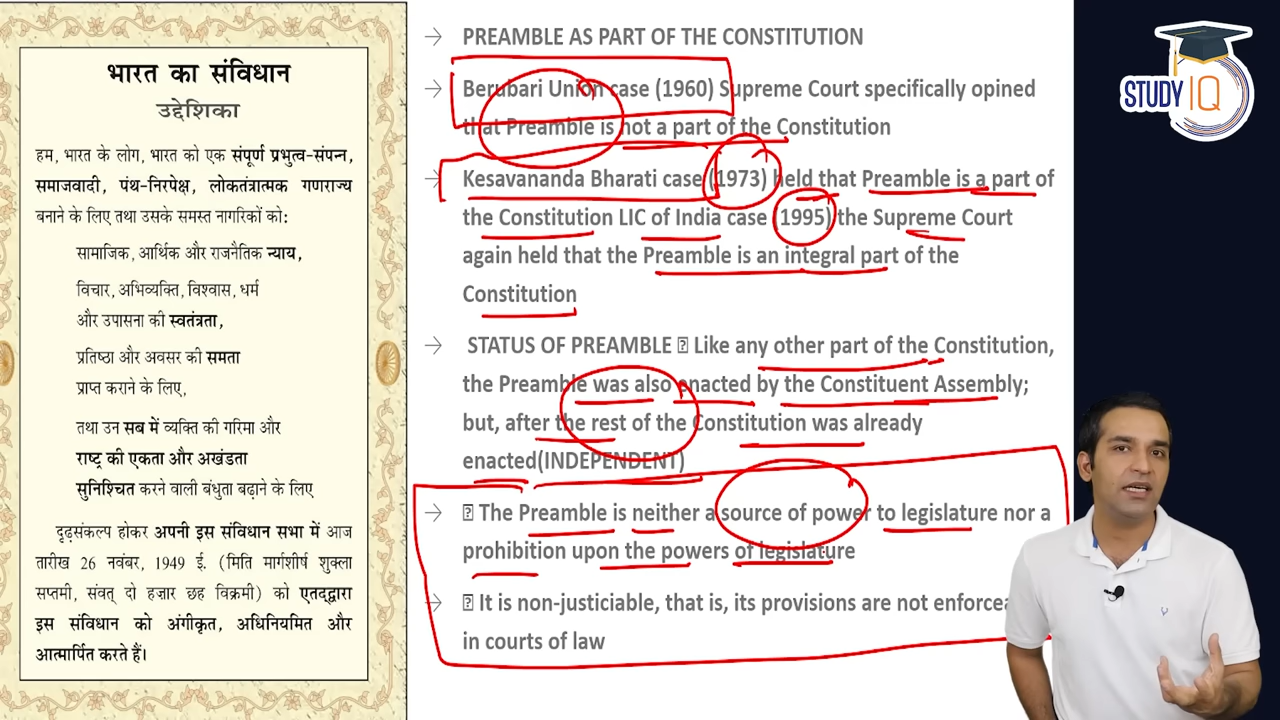 भारत का संविधान
उद्देशिका
हम, भारत के लोग, भारत को एक संपूर्ण प्रभुत्व-संपन्न,
समाजवादी, पंथ-निरपेक्ष, लोकतंत्रात्मक गणराज्य
बनाने के लिए तथा उसके समस्त नागरिकों को:
सामाजिक, आर्थिक और राजनैतिक न्याय,
विचार, अभिव्यक्ति, विश्वास, धर्म
और उपासना की स्वतंत्रता,
प्रतिष्ठा और अवसर की समता
प्राप्त कराने के लिए,
तथा उन सब में व्यक्ति की गरिमा और
राष्ट्र की एकता और अखंडता
सुनिश्चित करने वाली बंधुता बढ़ाने के लिए
दृढ़संकल्प होकर अपनी इस संविधान सभा में आज
तारीख 26 नवंबर, 1949 ई. (मिति मार्गशीर्ष शुक्ला
सप्तमी, संवत् दो हजार छह विक्रमी) को एतद्द्वारा
इस संविधान को अंगीकृत, अधिनियमित और
आत्मार्पित करते हैं।
→ PREAMBLE AS PART OF THE CONSTITUTION
→ Berubari Union case (1960) Supreme Court specifically opined
that Preamble is not a part of the Constitution
→ Kesavananda Bharati case (1973) held that Preamble is a part of
the Constitution LIC of India case (1995) the Supreme Court
again held that the Preamble is an integral part of the
Constitution
→ STATUS OF PREAMBLE Like any other part of the Constitution,
the Preamble was also enacted by the Constituent Assembly;
but, after the rest of the Constitution was already
enacted(INDEPENDENT)
→ The Preamble is neither a source of power to legislature nor a
prohibition upon the powers of legislature
→ It is non-justiciable, that is, its provisions are not enforcea
in courts of law
STUDY IQ